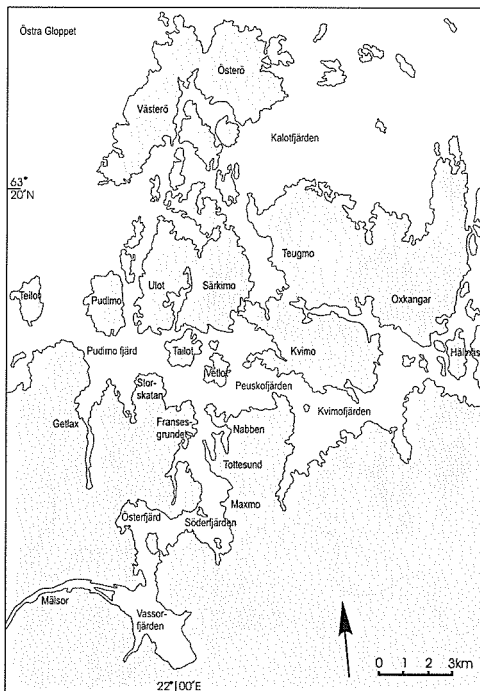 Östra Gloppet
Österö
Västerö
Kalotfjärden
63°
20´N
Teugmo
Utot
Särkimo
Teilot
Pudimo
Oxkangar
Pudimo fjärd
Tailot
Kvimo
Vetlot
Peuskofjärden
Stor-
skatan
Kvimofjärden
Getlax
Franses-
grundet
Nabben
Tottesund
Maxmo
Österfjärd
Söderfjärden
Mälsor
Vassor-
fjärden
22°00´E
0 1 2 3km